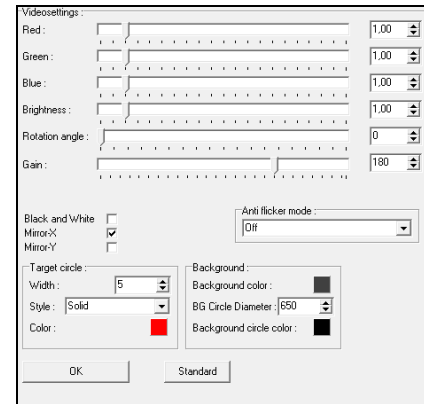 Videosettings :
Red : 1,00
Green : 1,00
Blue : 1,00
Brightness : 1,00
Rotation angle : 0
Gain : 180
Black and White
Mirror-X
Mirror-Y
Anti flicker mode :
Off
Target circle :
Width : 5
Style : Solid
Color :
Background :
Background color :
BG Circle Diameter : 650
Background circle color :
OK Standard